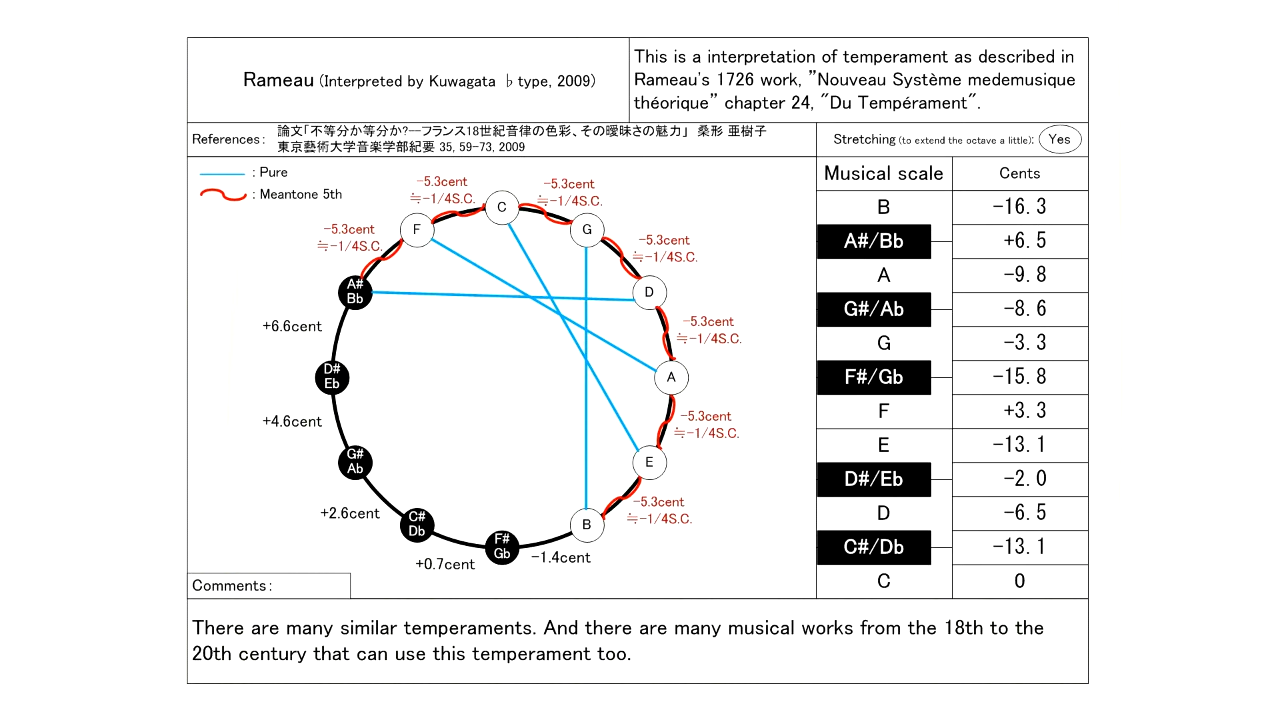 Rameau (Interpreted by Kuwagata ♭type, 2009)
This is a interpretation of temperament as described in
Rameau's 1726 work, ”Nouveau Système medemusique
théorique” chapter 24, "Du Tempérament".
References:
論文「不等分か等分か?--フランス18世紀音律の色彩、その曖昧さの魅力」 桑形 亜樹子
東京藝術大学音楽学部紀要 35, 59-73, 2009
Stretching (to extend the octave a little): Yes
: Pure
: Meantone 5th
-5.3cent
≒-1/4S.C.
-5.3cent
≒-1/4S.C.
-5.3cent
≒-1/4S.C.
-5.3cent
≒-1/4S.C.
-5.3cent
≒-1/4S.C.
-5.3cent
≒-1/4S.C.
-5.3cent
≒-1/4S.C.
C
G
D
A
E
B
F#
Gb
C#
Db
G#
Ab
D#
Eb
A#
Bb
F
+6.6cent
+4.6cent
+2.6cent
+0.7cent
-1.4cent
Musical scale Cents
B -16.3
A#/Bb +6.5
A -9.8
G#/Ab -8.6
G -3.3
F#/Gb -15.8
F +3.3
E -13.1
D#/Eb -2.0
D -6.5
C#/Db -13.1
C 0
Comments:
There are many similar temperaments. And there are many musical works from the 18th to the
20th century that can use this temperament too.